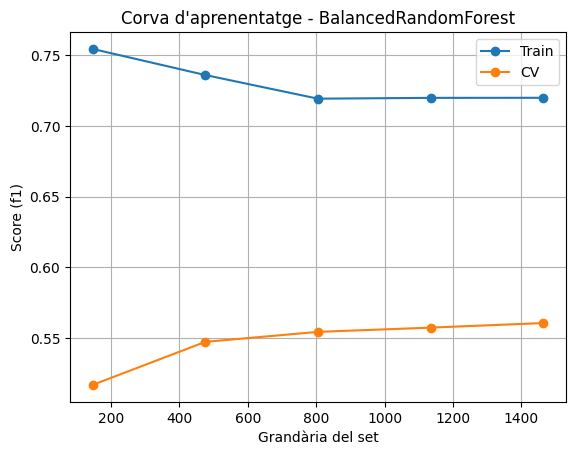 Corva d'aprenentatge - BalancedRandomForest
Train
CV
Score (f1)
0.75
0.70
0.65
0.60
0.55
200 400 600 800 1000 1200 1400
Grandària del set